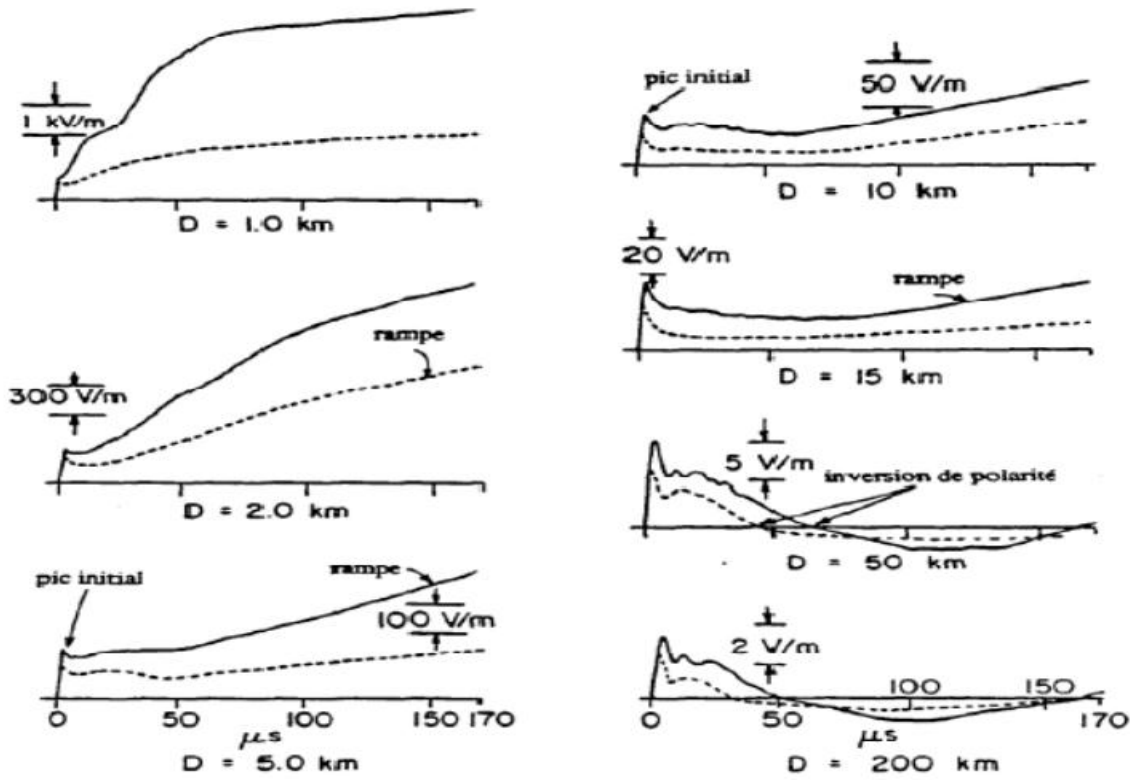 1 kV/m
D = 1.0 km
rampe
300 V/m
D = 2.0 km
pic initial
rampe
100 V/m
0 50 100 150 170
μs
D = 5.0 km
pic initial
50 V/m
D = 10 km
20 V/m
rampe
D = 15 km
5 V/m
inversion de polarité
D = 50 km
2 V/m
100 150
0 50 170
μs
D = 200 km